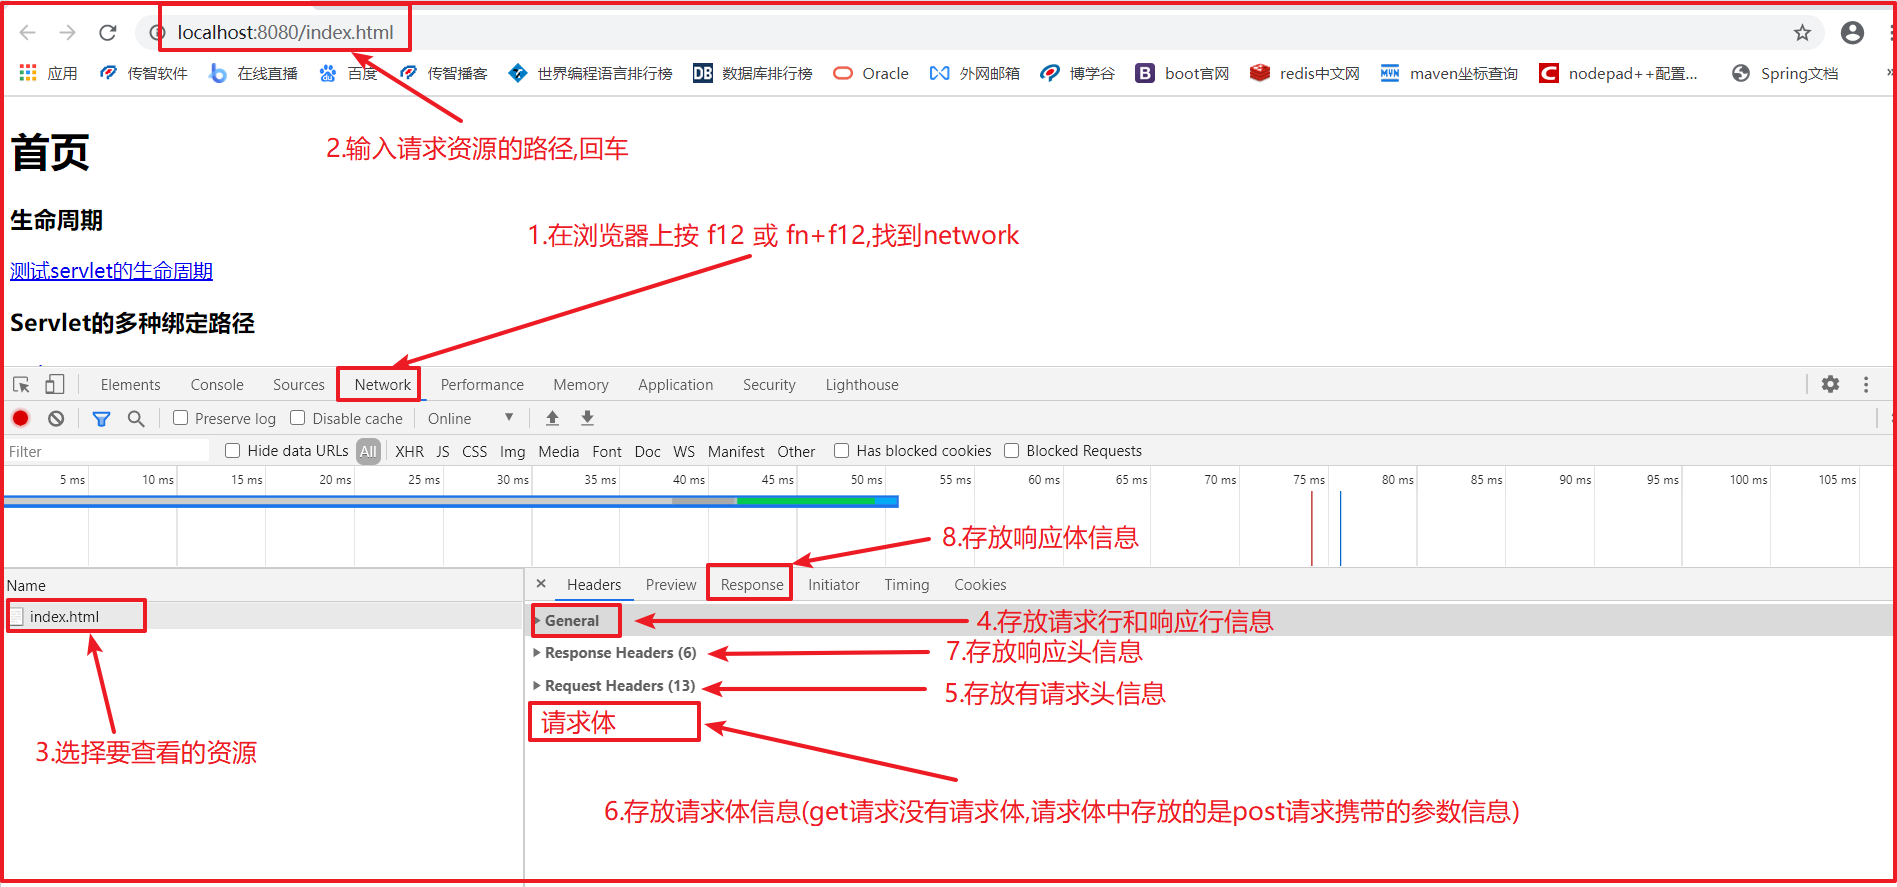 localhost:8080/index.html
应用 传智软件 在线直播 百度 传智播客 世界编程语言排行榜 DB 数据库排行榜 Oracle 外网邮箱 博学谷 B boot官网 redis中文网 MVN maven坐标查询 C nodepad++配置... Spring文档 »
2.输入请求资源的路径,回车
首页
生命周期
1.在浏览器上按 f12 或 fn+f12,找到network
测试servlet的生命周期
Servlet的多种绑定路径
Elements Console Sources Network Performance Memory Application Security Lighthouse
Preserve log Disable cache Online
Filter Hide data URLs All XHR JS CSS Img Media Font Doc WS Manifest Other Has blocked cookies Blocked Requests
5 ms 10 ms 15 ms 20 ms 25 ms 30 ms 35 ms 40 ms 45 ms 50 ms 55 ms 60 ms 65 ms 70 ms 75 ms 80 ms 85 ms 90 ms 95 ms 100 ms 105 ms
8.存放响应体信息
Name
× Headers Preview Response Initiator Timing Cookies
index.html
General
4.存放请求行和响应行信息
Response Headers (6)
7.存放响应头信息
Request Headers (13)
5.存放有请求头信息
请求体
3.选择要查看的资源
6.存放请求体信息(get请求没有请求体,请求体中存放的是post请求携带的参数信息)